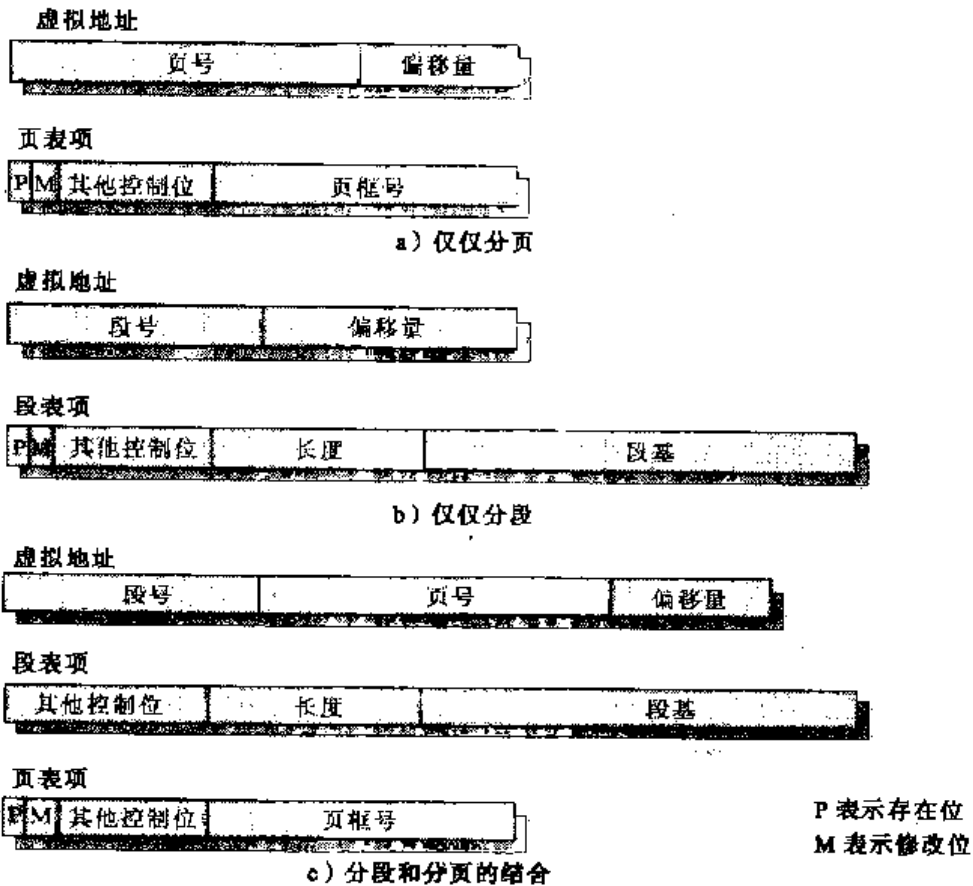 虚拟地址
页号 偏移量
页表项
P M 其他控制位 页框号
a）仅仅分页
虚拟地址
段号 偏移量
段表项
P M 其他控制位 长度 段基
b）仅仅分段
虚拟地址
段号 页号 偏移量
段表项
其他控制位 长度 段基
页表项
P M 其他控制位 页框号
P 表示存在位
M 表示修改位
c）分段和分页的结合